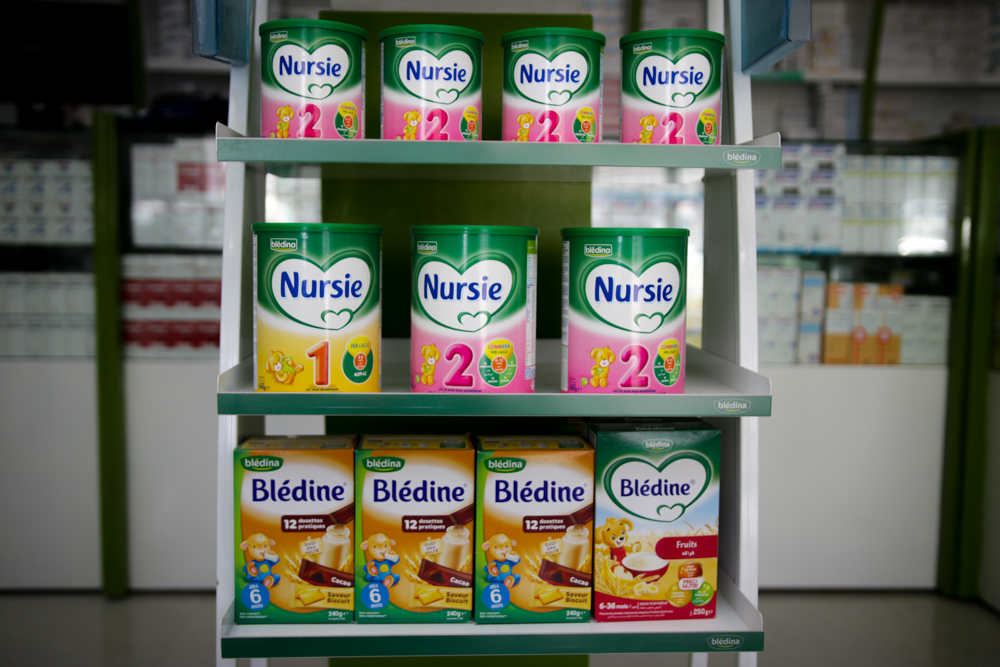 blédina
Nursie
2
blédina
Nursie
2
blédina
Nursie
2
blédina
Nursie
2
blédina
blédina
Nursie
1
blédina
Nursie
2
blédina
Nursie
2
blédina
blédina
Blédine
12 dosettes
pratiques
Cacao
6
mois
Saveur
Biscuit
240g
blédina
Blédine
12 dosettes
pratiques
Cacao
6
mois
Saveur
Biscuit
240g
blédina
Blédine
12 dosettes
pratiques
Cacao
6
mois
Saveur
Biscuit
240g
blédina
Blédine
Fruits
فواكه
6-36 mois
250g
blédina